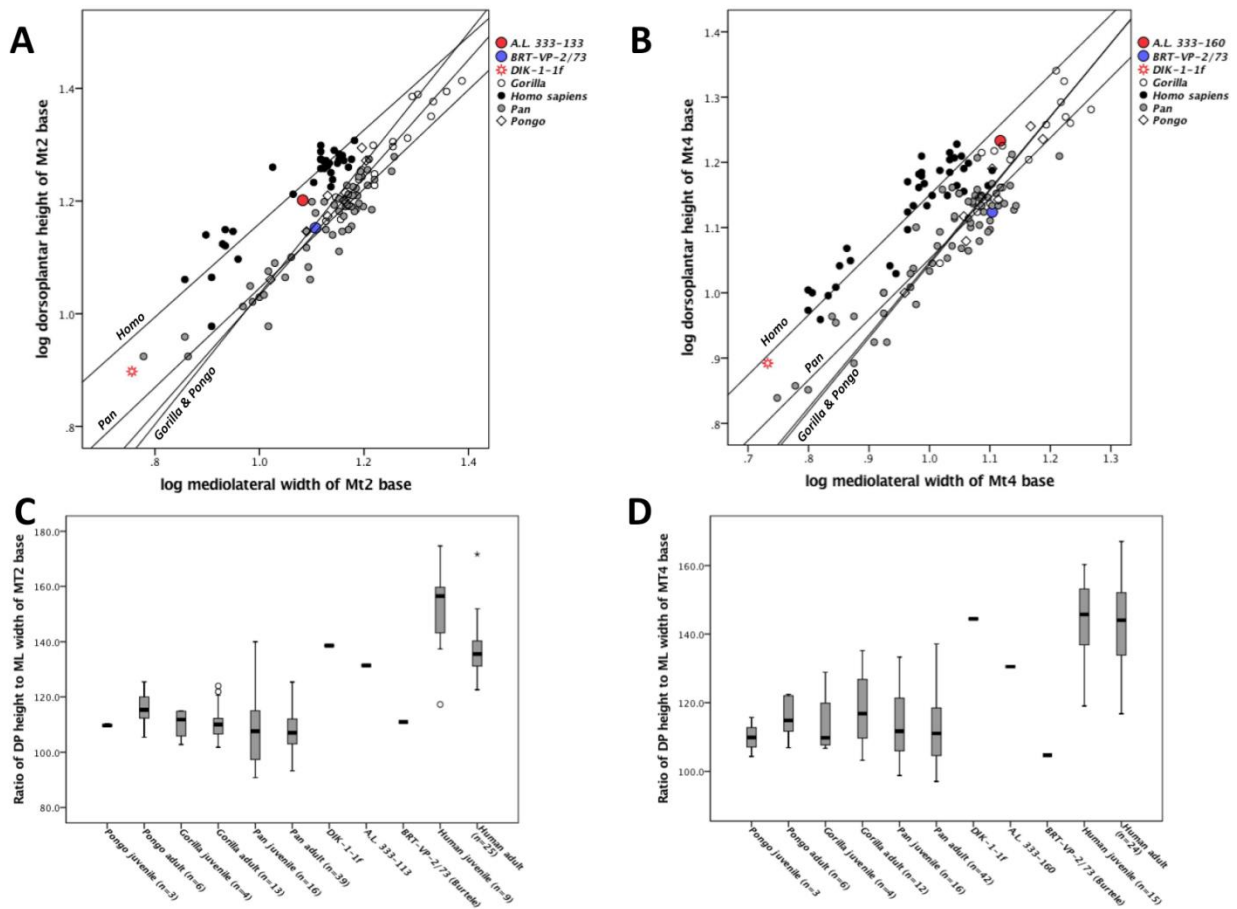 A
log dorsoplantar height of Mt2 base
1.4
1.2
1.0
.8
.8
1.0
1.2
1.4
log mediolateral width of Mt2 base
Homo
Pan
Gorilla & Pongo
A.L. 333-133
BRT-VP-2/73
DIK-1-1f
Gorilla
Homo sapiens
Pan
Pongo
B
log dorsoplantar height of Mt4 base
1.4
1.3
1.2
1.1
1.0
.9
.8
.7
.8
.9
1.0
1.1
1.2
1.3
log mediolateral width of Mt4 base
Homo
Pan
Gorilla & Pongo
A.L. 333-160
BRT-VP-2/73
DIK-1-1f
Gorilla
Homo sapiens
Pan
Pongo
C
Ratio of DP height to ML width of MT2 base
180.0
160.0
140.0
120.0
100.0
80.0
*
Pongo juvenile (n=3)
Pongo adult (n=6)
Gorilla juvenile (n=4)
Gorilla adult (n=13)
Pan juvenile (n=16)
Pan adult (n=39)
DIK-1-1f
A.L. 333-113
BRT-VP-2/73 (Burtele)
Human juvenile (n=9)
Human adult
(n=25)
D
Ratio of DP height to ML width of MT4 base
160.0
140.0
120.0
100.0
Pongo juvenile (n=3
Pongo adult (n=6)
Gorilla juvenile (n=4)
Gorilla adult (n=12)
Pan juvenile (n=16)
Pan adult (n=42)
DIK-1-1f
A.L. 333-160
BRT-VP-2/73 (Burtele)
Human juvenile (n=15)
Human adult
(n=24)